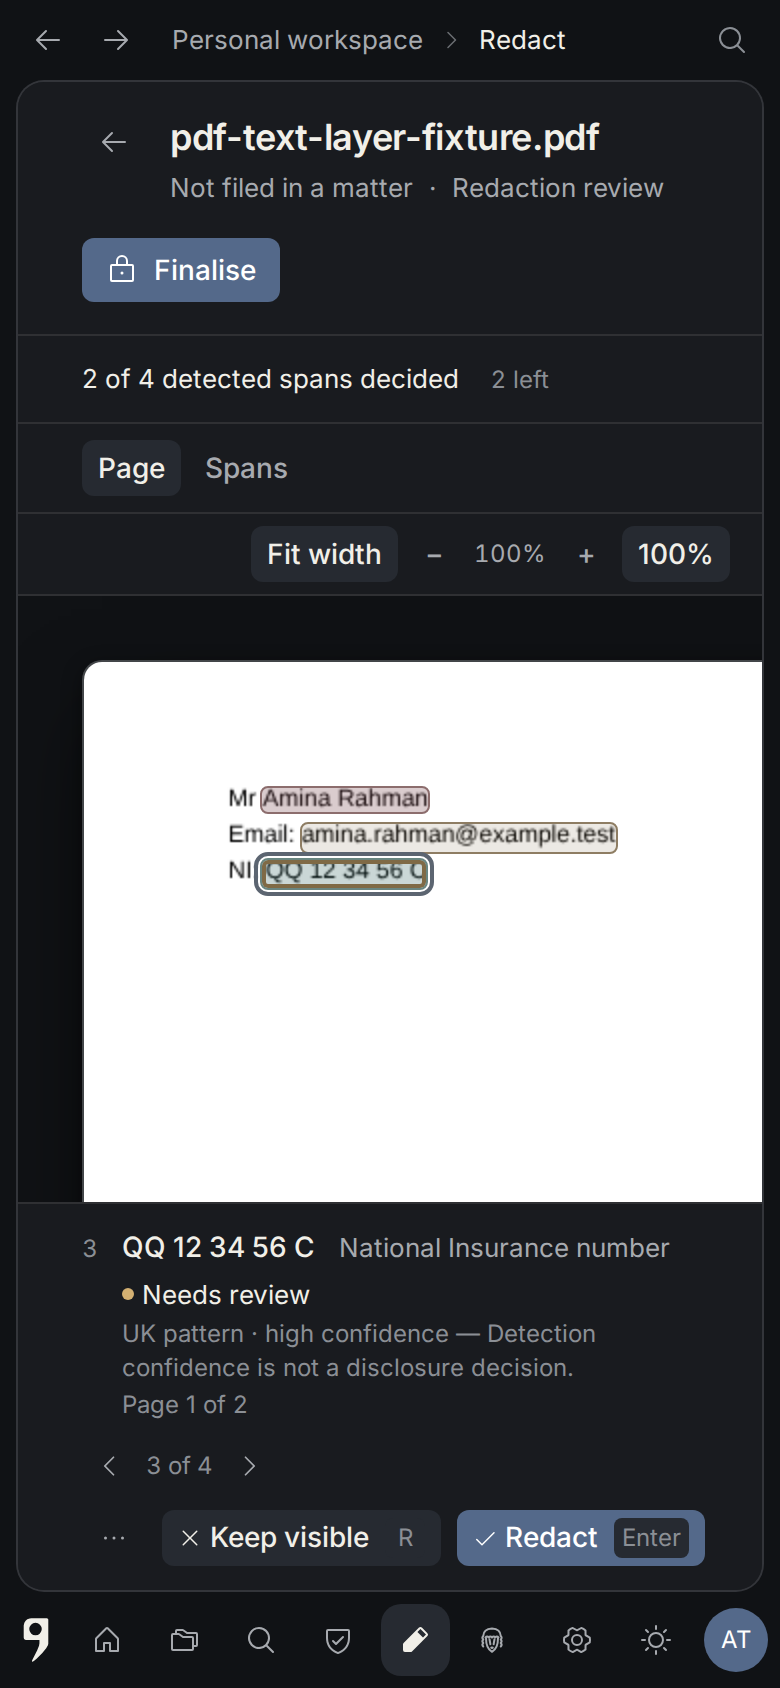 Personal workspace > Redact
pdf-text-layer-fixture.pdf
Not filed in a matter · Redaction review
Finalise
2 of 4 detected spans decided 2 left
Page Spans
Fit width − 100% + 100%
Mr Amina Rahman
Email: amina.rahman@example.test
NI: QQ 12 34 56 C
3 QQ 12 34 56 C National Insurance number
Needs review
UK pattern · high confidence — Detection
confidence is not a disclosure decision.
Page 1 of 2
3 of 4
··· Keep visible R Redact Enter
AT